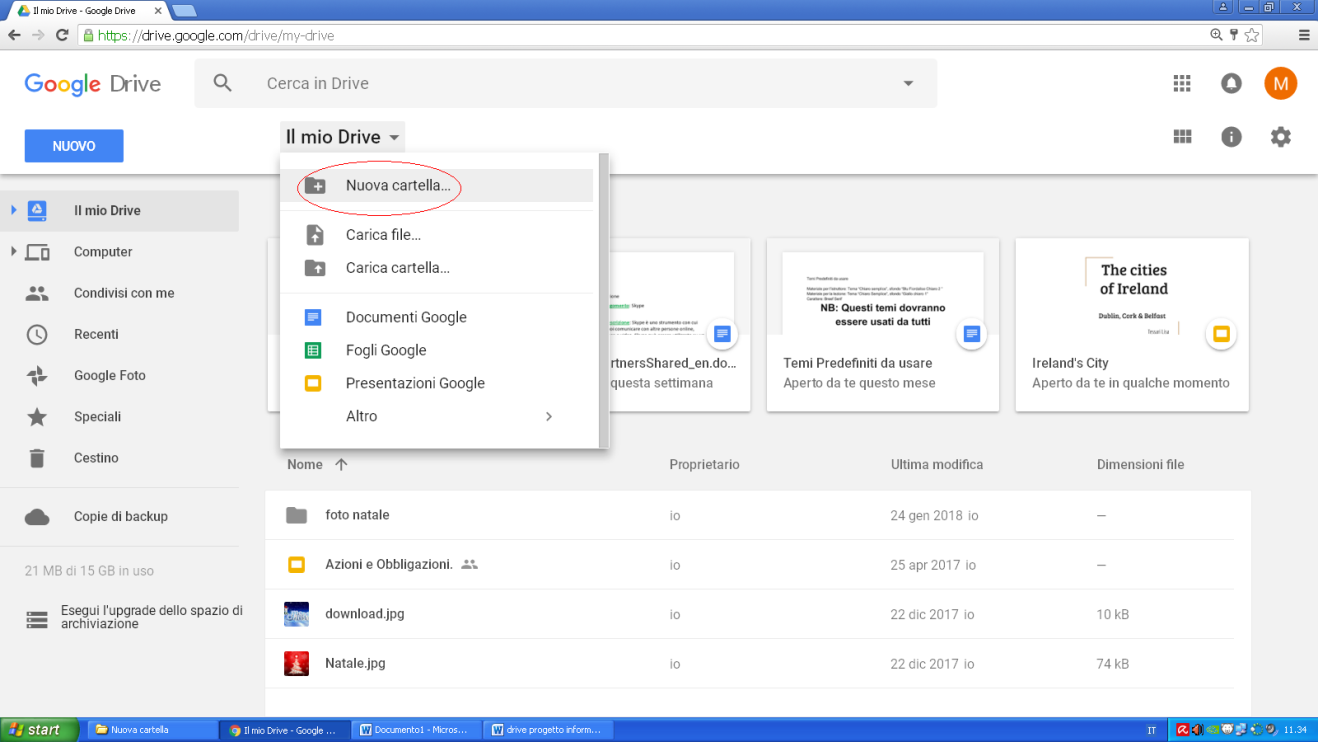 Il mio Drive - Google Drive
https://drive.google.com/drive/my-drive
Google Drive
Cerca in Drive
M
NUOVO
Il mio Drive
Nuova cartella...
Carica file...
Carica cartella...
Documenti Google
Fogli Google
Presentazioni Google
Altro
Il mio Drive
Computer
Condivisi con me
Recenti
Google Foto
Speciali
Cestino
Copie di backup
21 MB di 15 GB in uso
Esegui l'upgrade dello spazio di
archiviazione
Skype
rtnersShared_en.do...
questa settimana
Temi Predefiniti da usare
NB: Questi temi dovranno
essere usati da tutti
Temi Predefiniti da usare
Aperto da te questo mese
The cities
of Ireland
Dublin, Cork & Belfast
Ireland's City
Aperto da te in qualche momento
Nome Proprietario Ultima modifica Dimensioni file
foto natale io 24 gen 2018 io —
Azioni e Obbligazioni. io 25 apr 2017 io —
download.jpg io 22 dic 2017 io 10 kB
Natale.jpg io 22 dic 2017 io 74 kB
start
Nuova cartella
Il mio Drive - Google ...
Documento1 - Micros...
drive progetto inform...
IT
11.34